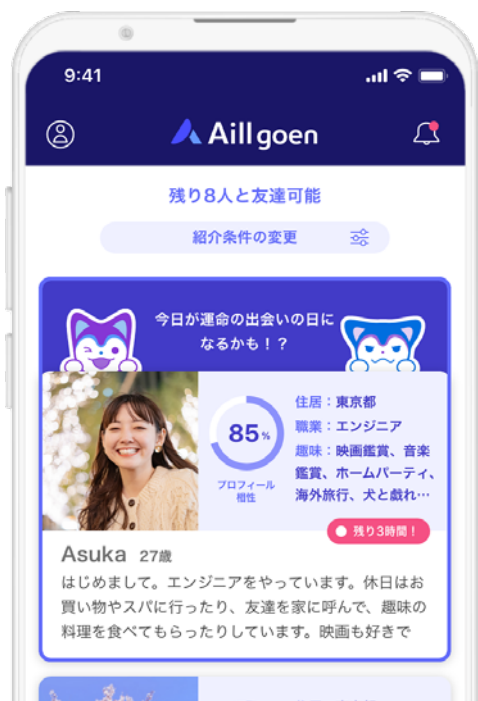 9:41
Aill goen
残り8人と友達可能
紹介条件の変更
今日が運命の出会いの日に
なるかも！？
85%
プロフィール
相性
住居：東京都
職業：エンジニア
趣味：映画鑑賞、音楽
鑑賞、ホームパーティ、
海外旅行、犬と戯れ…
残り3時間！
Asuka 27歳
はじめまして。エンジニアをやっています。休日はお
買い物やスパに行ったり、友達を家に呼んで、趣味の
料理を食べてもらったりしています。映画も好きで